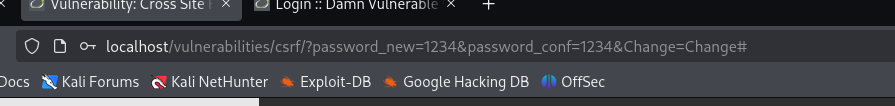 Vulnerability: Cross Site Login :: Damn Vulnerable
localhost/vulnerabilities/csrf/?password_new=1234&password_conf=1234&Change=Change#
Docs Kali Forums Kali NetHunter Exploit-DB Google Hacking DB OffSec